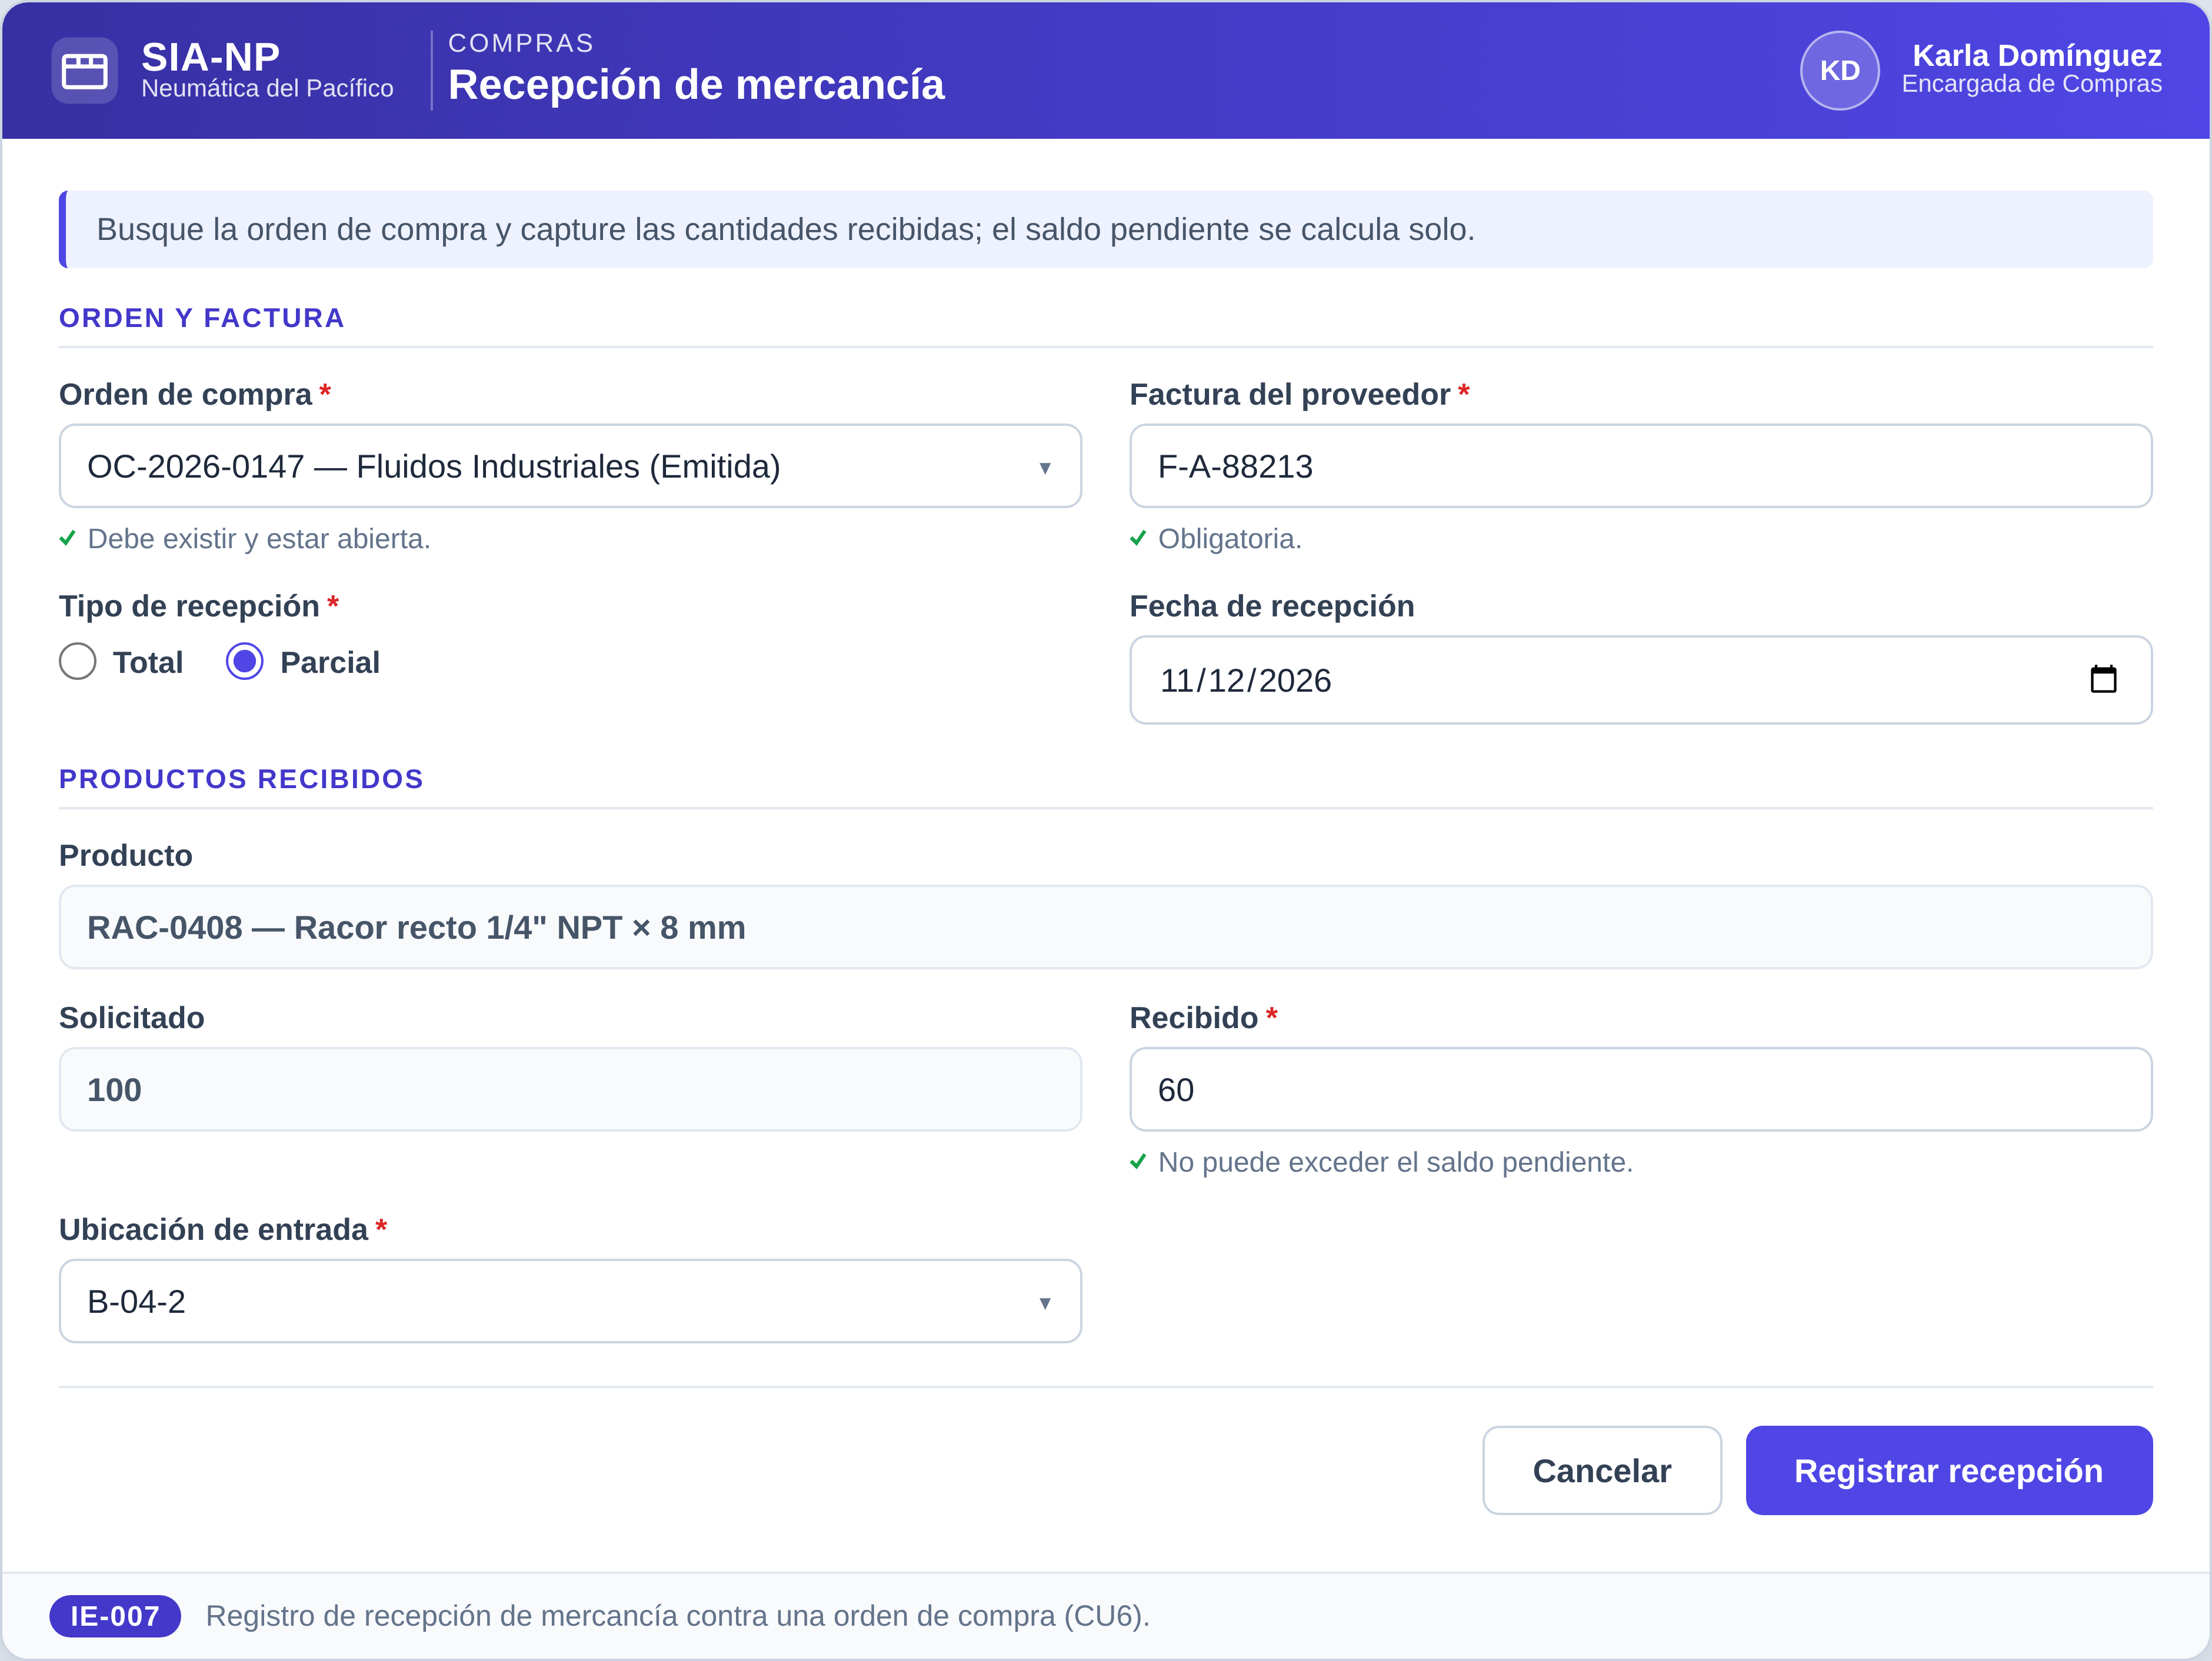 SIA-NP
Neumática del Pacífico
COMPRAS
Recepción de mercancía
KD
Karla Domínguez
Encargada de Compras
Busque la orden de compra y capture las cantidades recibidas; el saldo pendiente se calcula solo.
ORDEN Y FACTURA
Orden de compra *
OC-2026-0147 — Fluidos Industriales (Emitida)
Debe existir y estar abierta.
Factura del proveedor *
F-A-88213
Obligatoria.
Tipo de recepción *
Total
Parcial
Fecha de recepción
11/12/2026
PRODUCTOS RECIBIDOS
Producto
RAC-0408 — Racor recto 1/4" NPT × 8 mm
Solicitado
100
Recibido *
60
No puede exceder el saldo pendiente.
Ubicación de entrada *
B-04-2
Cancelar
Registrar recepción
IE-007
Registro de recepción de mercancía contra una orden de compra (CU6).